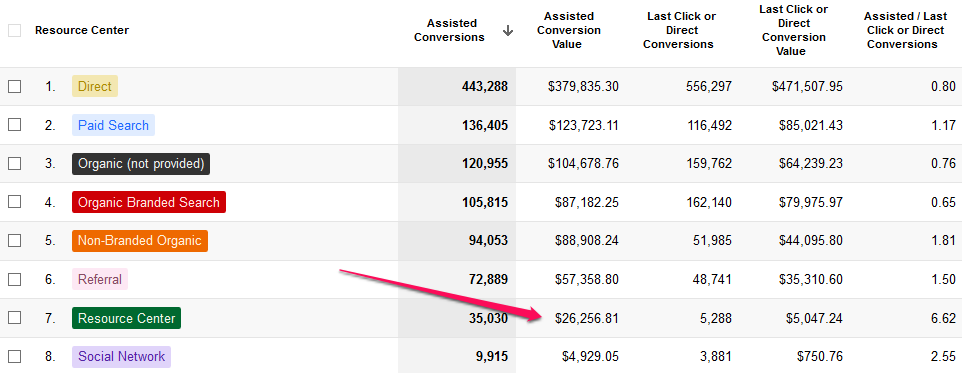 Resource Center Assisted Conversions Assisted Conversion Value Last Click or Direct Conversions Last Click or Direct Conversion Value Assisted / Last Click or Direct Conversions
1. Direct 443,288 $379,835.30 556,297 $471,507.95 0.80
2. Paid Search 136,405 $123,723.11 116,492 $85,021.43 1.17
3. Organic (not provided) 120,955 $104,678.76 159,762 $64,239.23 0.76
4. Organic Branded Search 105,815 $87,182.25 162,140 $79,975.97 0.65
5. Non-Branded Organic 94,053 $88,908.24 51,985 $44,095.80 1.81
6. Referral 72,889 $57,358.80 48,741 $35,310.60 1.50
7. Resource Center 35,030 $26,256.81 5,288 $5,047.24 6.62
8. Social Network 9,915 $4,929.05 3,881 $750.76 2.55